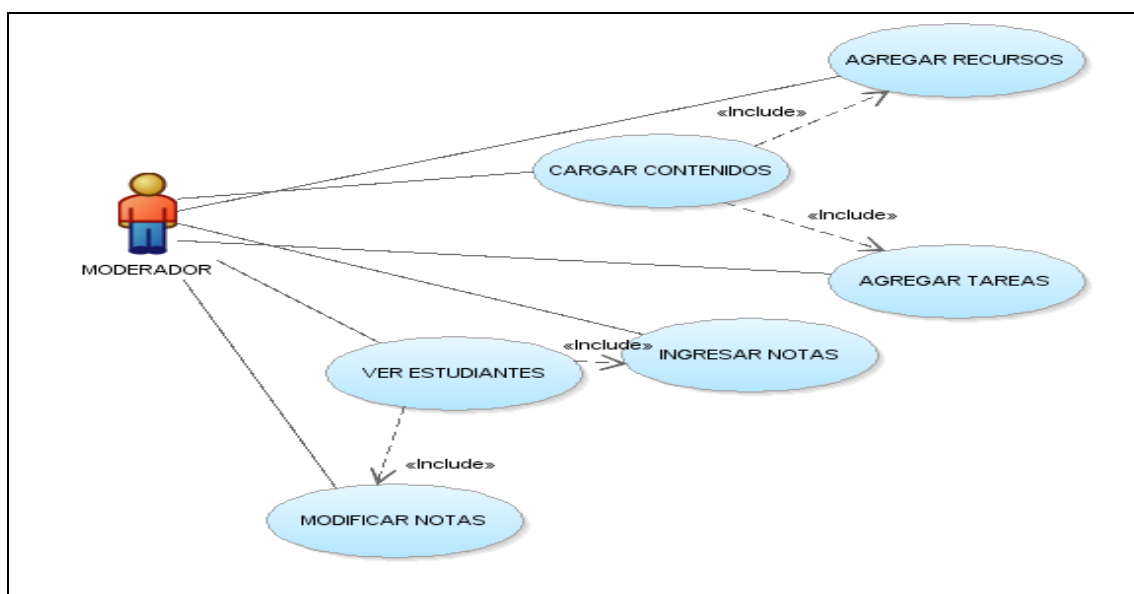 AGREGAR RECURSOS
«Include»
CARGAR CONTENIDOS
«Include»
MODERADOR
AGREGAR TAREAS
«Include»
INGRESAR NOTAS
VER ESTUDIANTES
«Include»
MODIFICAR NOTAS